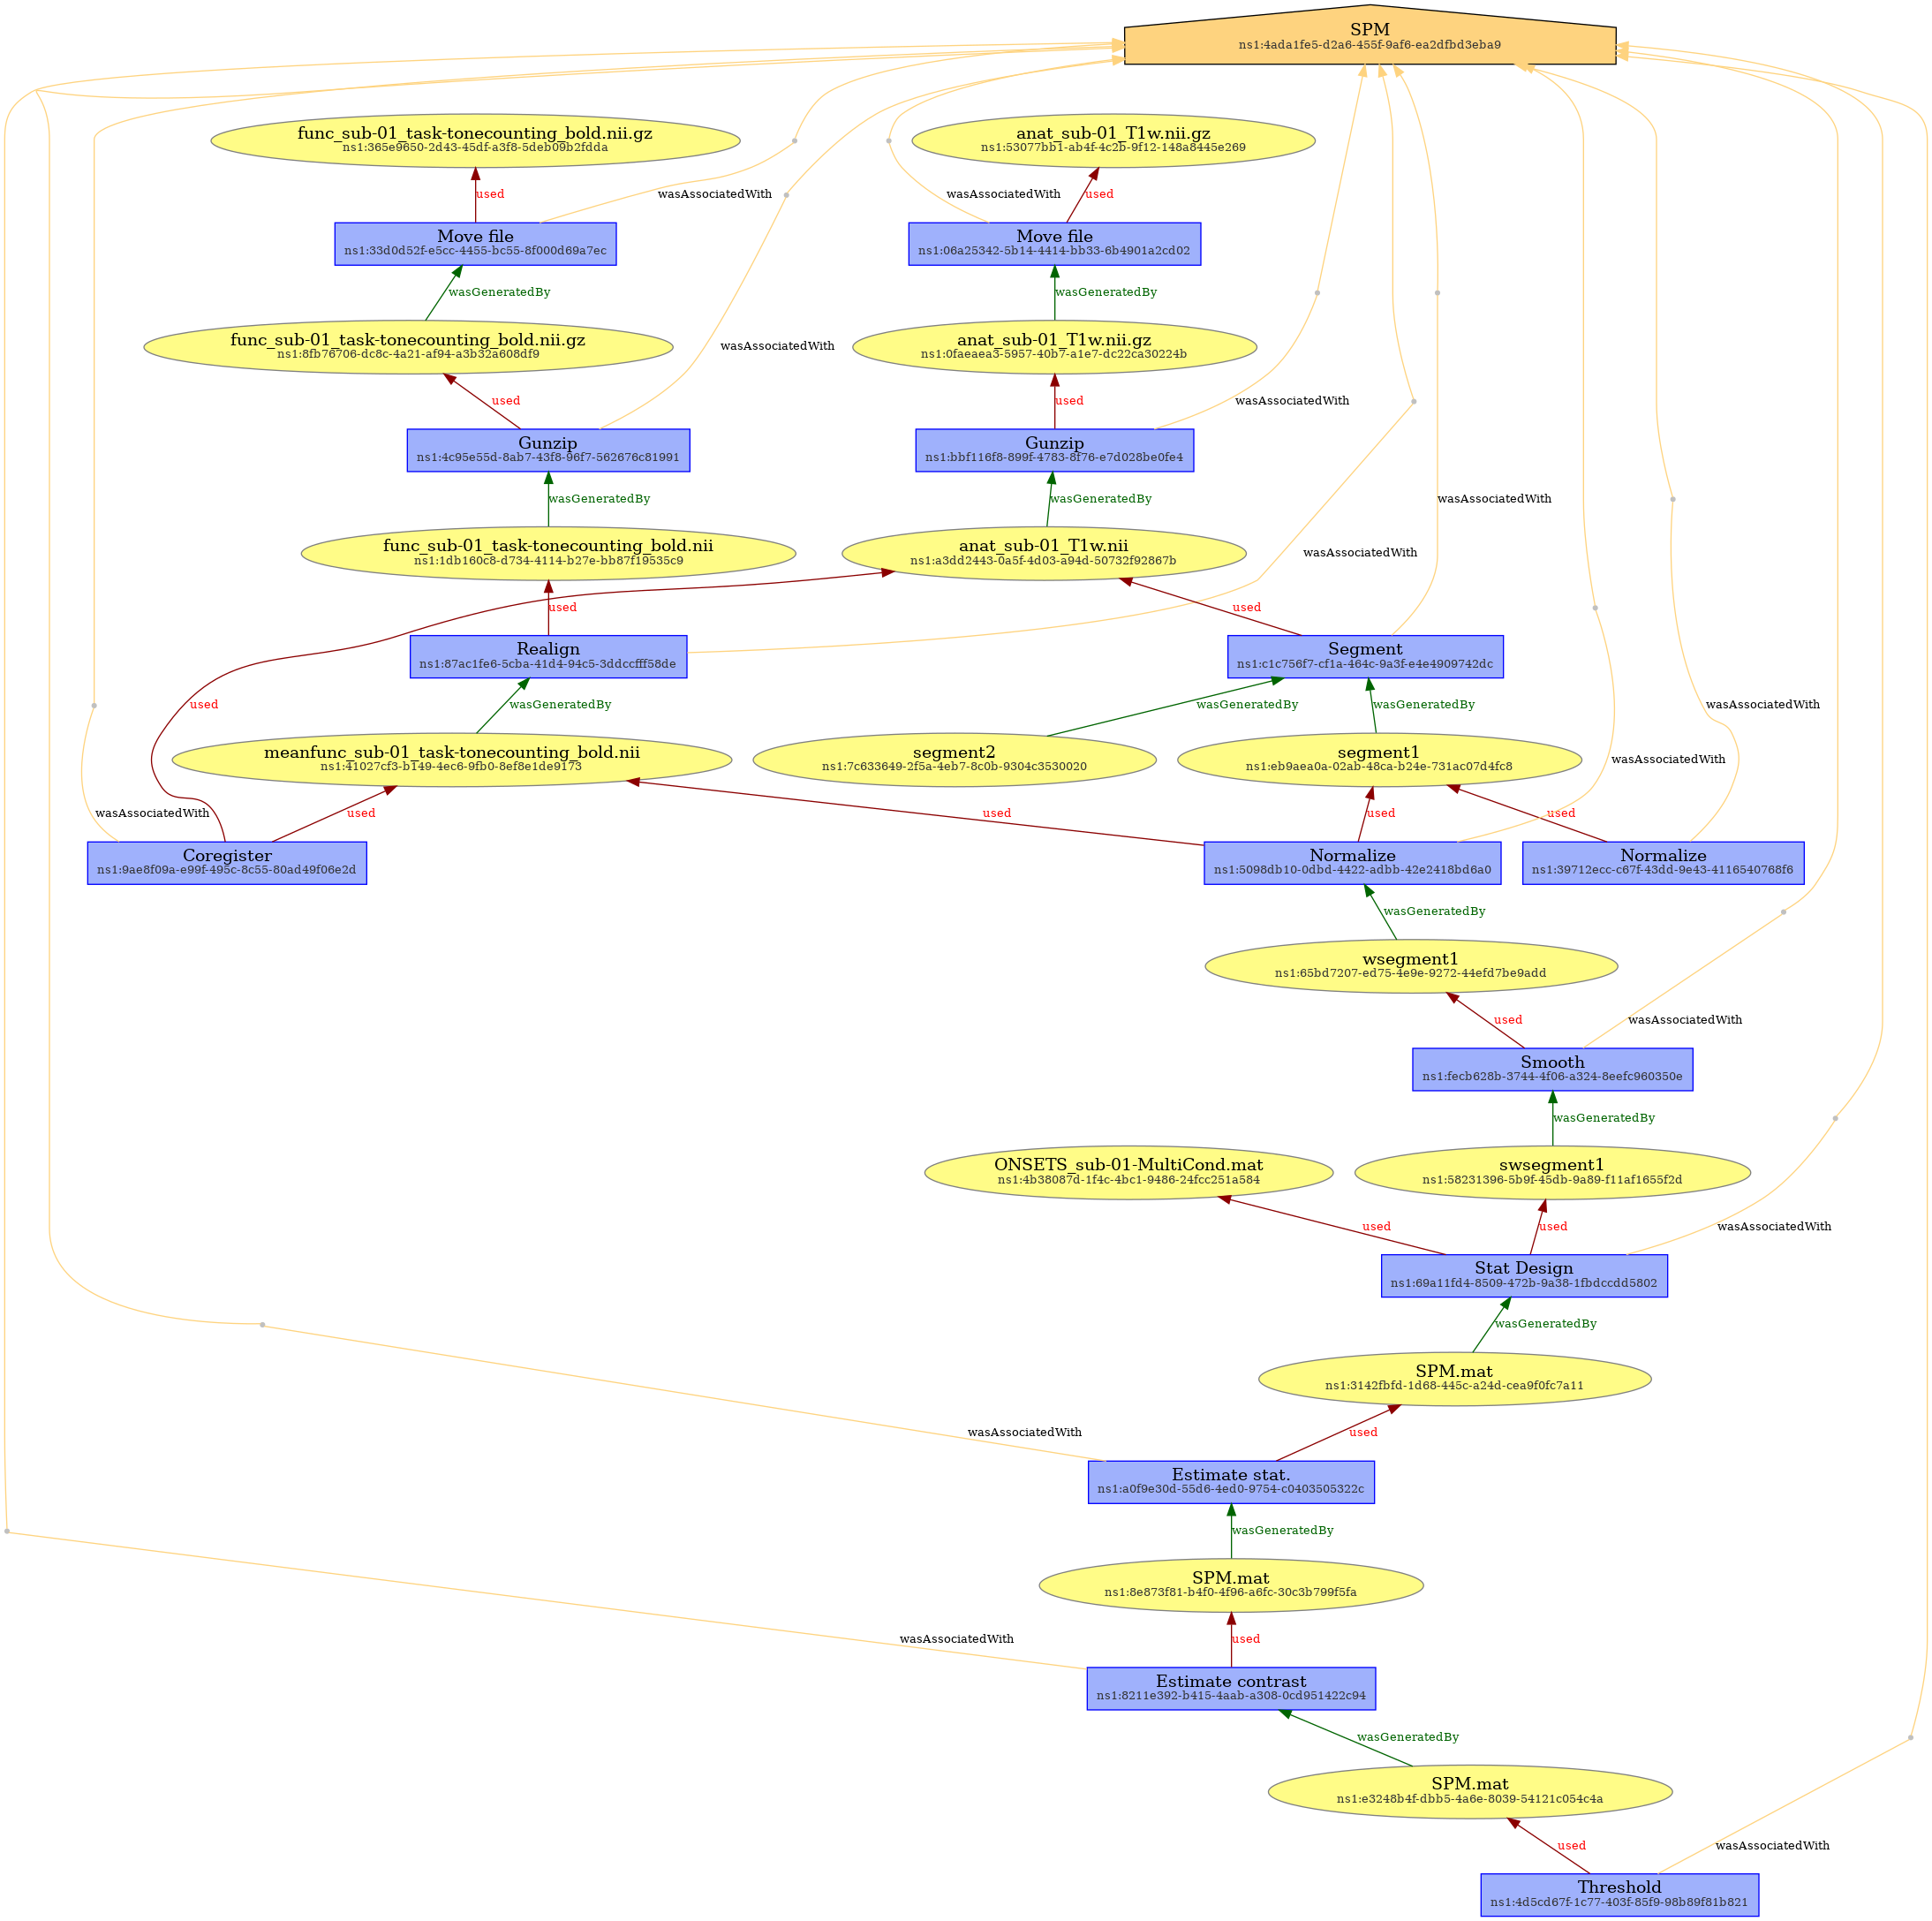 SPM
ns1:4ada1fe5-d2a6-455f-9af6-ea2dfbd3eba9
func_sub-01_task-tonecounting_bold.nii.gz
ns1:365e9650-2d43-45df-a3f8-5deb09b2fdda
anat_sub-01_T1w.nii.gz
ns1:53077bb1-ab4f-4c2b-9f12-148a8445e269
used
wasAssociatedWith
wasAssociatedWith
used
Move file
ns1:33d0d52f-e5cc-4455-bc55-8f000d69a7ec
Move file
ns1:06a25342-5b14-4414-bb33-6b4901a2cd02
wasGeneratedBy
wasGeneratedBy
func_sub-01_task-tonecounting_bold.nii.gz
ns1:8fb76706-dc8c-4a21-af94-a3b32a608df9
wasAssociatedWith
anat_sub-01_T1w.nii.gz
ns1:0faeaea3-5957-40b7-a1e7-dc22ca30224b
used
used
wasAssociatedWith
Gunzip
ns1:4c95e55d-8ab7-43f8-96f7-562676c81991
Gunzip
ns1:bbf116f8-899f-4783-8f76-e7d028be0fe4
wasGeneratedBy
wasGeneratedBy
wasAssociatedWith
func_sub-01_task-tonecounting_bold.nii
ns1:1db160c8-d734-4114-b27e-bb87f19535c9
anat_sub-01_T1w.nii
ns1:a3dd2443-0a5f-4d03-a94d-50732f92867b
wasAssociatedWith
used
used
Realign
ns1:87ac1fe6-5cba-41d4-94c5-3ddccfff58de
Segment
ns1:c1c756f7-cf1a-464c-9a3f-e4e4909742dc
used
wasGeneratedBy
wasGeneratedBy
wasGeneratedBy
wasAssociatedWith
meanfunc_sub-01_task-tonecounting_bold.nii
ns1:41027cf3-b149-4ec6-9fb0-8ef8e1de9173
segment2
ns1:7c633649-2f5a-4eb7-8c0b-9304c3530020
segment1
ns1:eb9aea0a-02ab-48ca-b24e-731ac07d4fc8
wasAssociatedWith
wasAssociatedWith
used
used
used
used
Coregister
ns1:9ae8f09a-e99f-495c-8c55-80ad49f06e2d
Normalize
ns1:5098db10-0dbd-4422-adbb-42e2418bd6a0
Normalize
ns1:39712ecc-c67f-43dd-9e43-4116540768f6
wasGeneratedBy
wsegment1
ns1:65bd7207-ed75-4e9e-9272-44efd7be9add
used
wasAssociatedWith
Smooth
ns1:fecb628b-3744-4f06-a324-8eefc960350e
wasGeneratedBy
ONSETS_sub-01-MultiCond.mat
ns1:4b38087d-1f4c-4bc1-9486-24fcc251a584
swsegment1
ns1:58231396-5b9f-45db-9a89-f11af1655f2d
used
used
wasAssociatedWith
Stat Design
ns1:69a11fd4-8509-472b-9a38-1fbdccdd5802
wasGeneratedBy
SPM.mat
ns1:3142fbfd-1d68-445c-a24d-cea9f0fc7a11
wasAssociatedWith
used
Estimate stat.
ns1:a0f9e30d-55d6-4ed0-9754-c0403505322c
wasGeneratedBy
SPM.mat
ns1:8e873f81-b4f0-4f96-a6fc-30c3b799f5fa
wasAssociatedWith
used
Estimate contrast
ns1:8211e392-b415-4aab-a308-0cd951422c94
wasGeneratedBy
SPM.mat
ns1:e3248b4f-dbb5-4a6e-8039-54121c054c4a
used
wasAssociatedWith
Threshold
ns1:4d5cd67f-1c77-403f-85f9-98b89f81b821